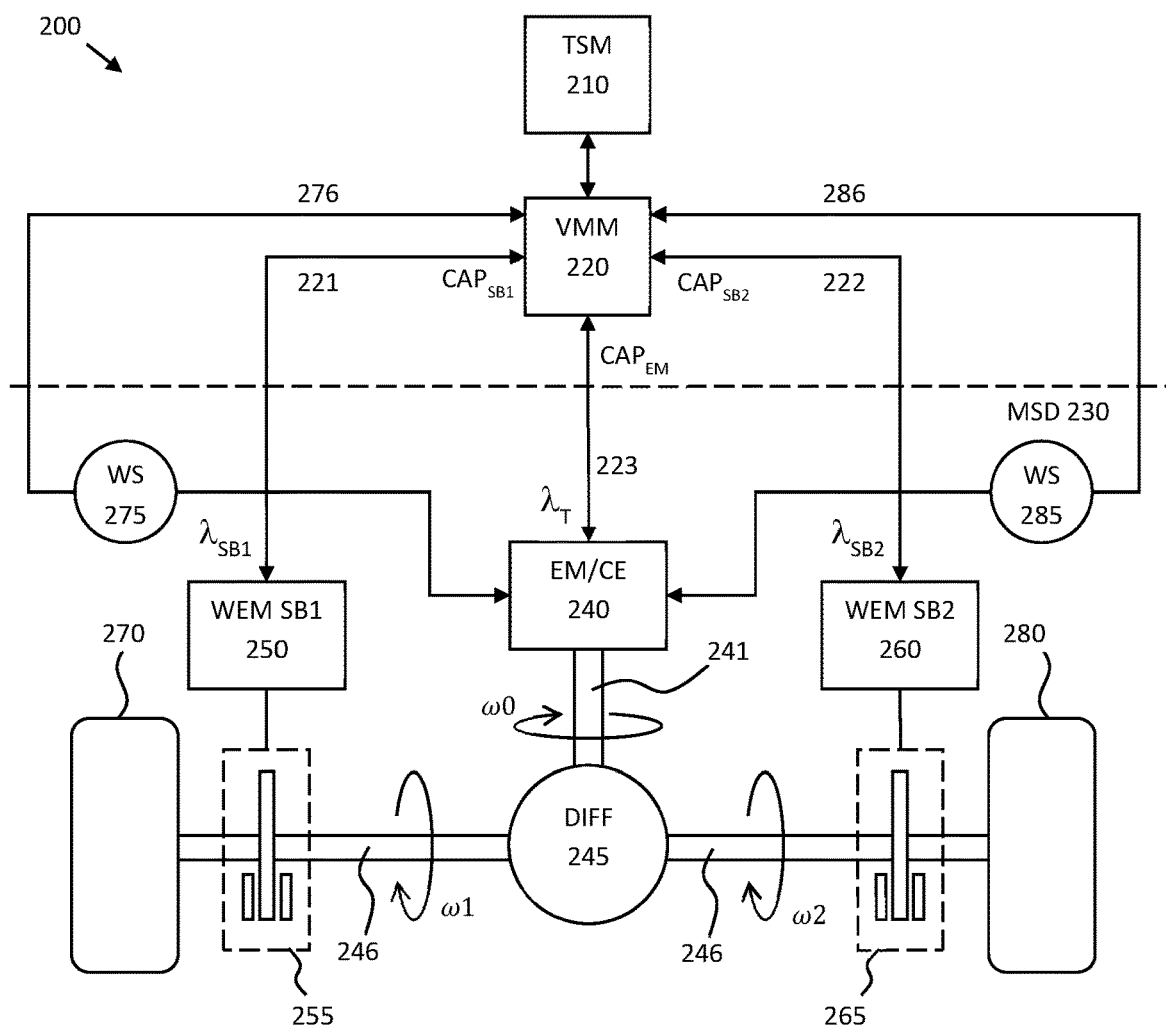 200
TSM
210
276
286
VMM
220
221
CAP_SB1
CAP_SB2
222
CAP_EM
MSD 230
WS
275
223
WS
285
λ_SB1
λ_T
λ_SB2
WEM SB1
250
EM/CE
240
WEM SB2
260
270
241
280
ω0
DIFF
245
ω1
ω2
246
246
255
265